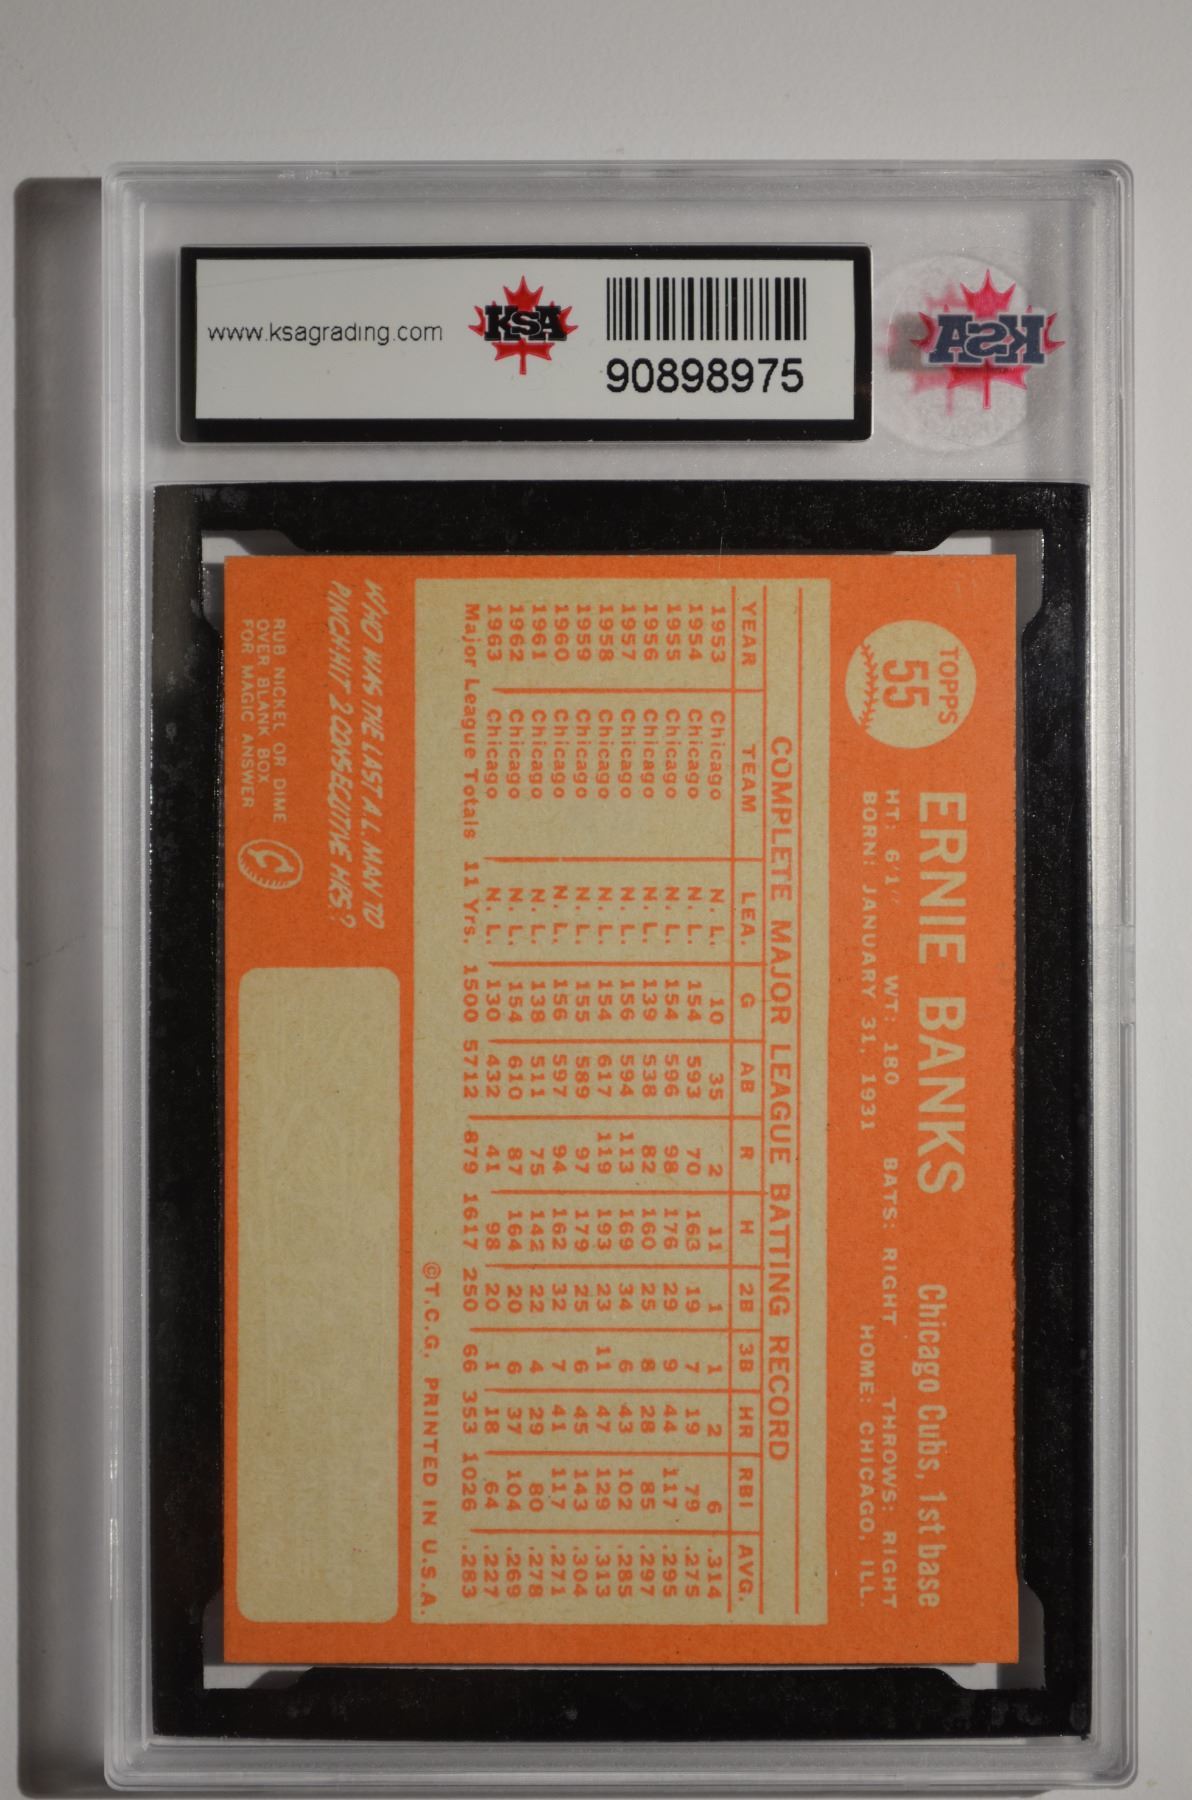 www.ksagrading.com
KSA
90898975
KSA
TOPPS
55
ERNIE BANKS
Chicago Cubs, 1st base
HT: 6'1" WT: 180 BATS: RIGHT THROWS: RIGHT
BORN: JANUARY 31, 1931 HOME: CHICAGO, ILL.
COMPLETE MAJOR LEAGUE BATTING RECORD
YEAR TEAM LEA. G AB R H 2B 3B HR RBI AVG.
1953 Chicago N. L. 10 35 2 11 1 1 2 6 .314
1954 Chicago N. L. 154 593 70 163 19 7 19 79 .275
1955 Chicago N. L. 154 596 98 176 29 9 44 117 .295
1956 Chicago N. L. 139 538 82 160 25 8 28 85 .297
1957 Chicago N. L. 156 594 113 169 34 6 43 102 .285
1958 Chicago N. L. 154 617 119 193 23 11 47 129 .313
1959 Chicago N. L. 155 589 97 179 25 6 45 143 .304
1960 Chicago N. L. 156 597 94 162 32 7 41 117 .271
1961 Chicago N. L. 138 511 75 142 22 4 29 80 .278
1962 Chicago N. L. 154 610 87 164 20 6 37 104 .269
1963 Chicago N. L. 130 432 41 98 20 1 18 64 .227
Major League Totals 11 Yrs. 1500 5712 879 1617 250 66 353 1026 .283
©T.C.G. PRINTED IN U.S.A.
WHO WAS THE LAST A.L. MAN TO
PINCH-HIT 2 CONSECUTIVE HRS?
RUB NICKEL OR DIME
OVER BLANK BOX
FOR MAGIC ANSWER